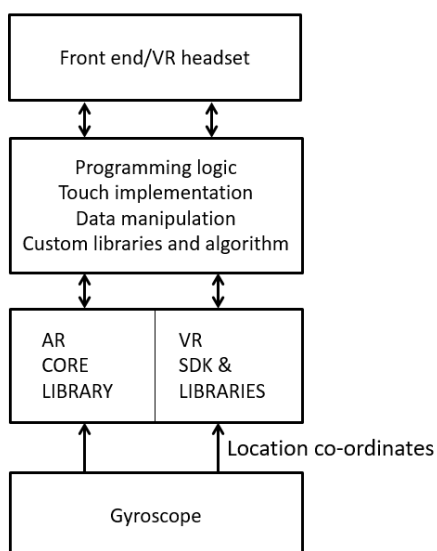 Front end/VR headset
Programming logic
Touch implementation
Data manipulation
Custom libraries and algorithm
AR
CORE
LIBRARY
VR
SDK &
LIBRARIES
Location co-ordinates
Gyroscope